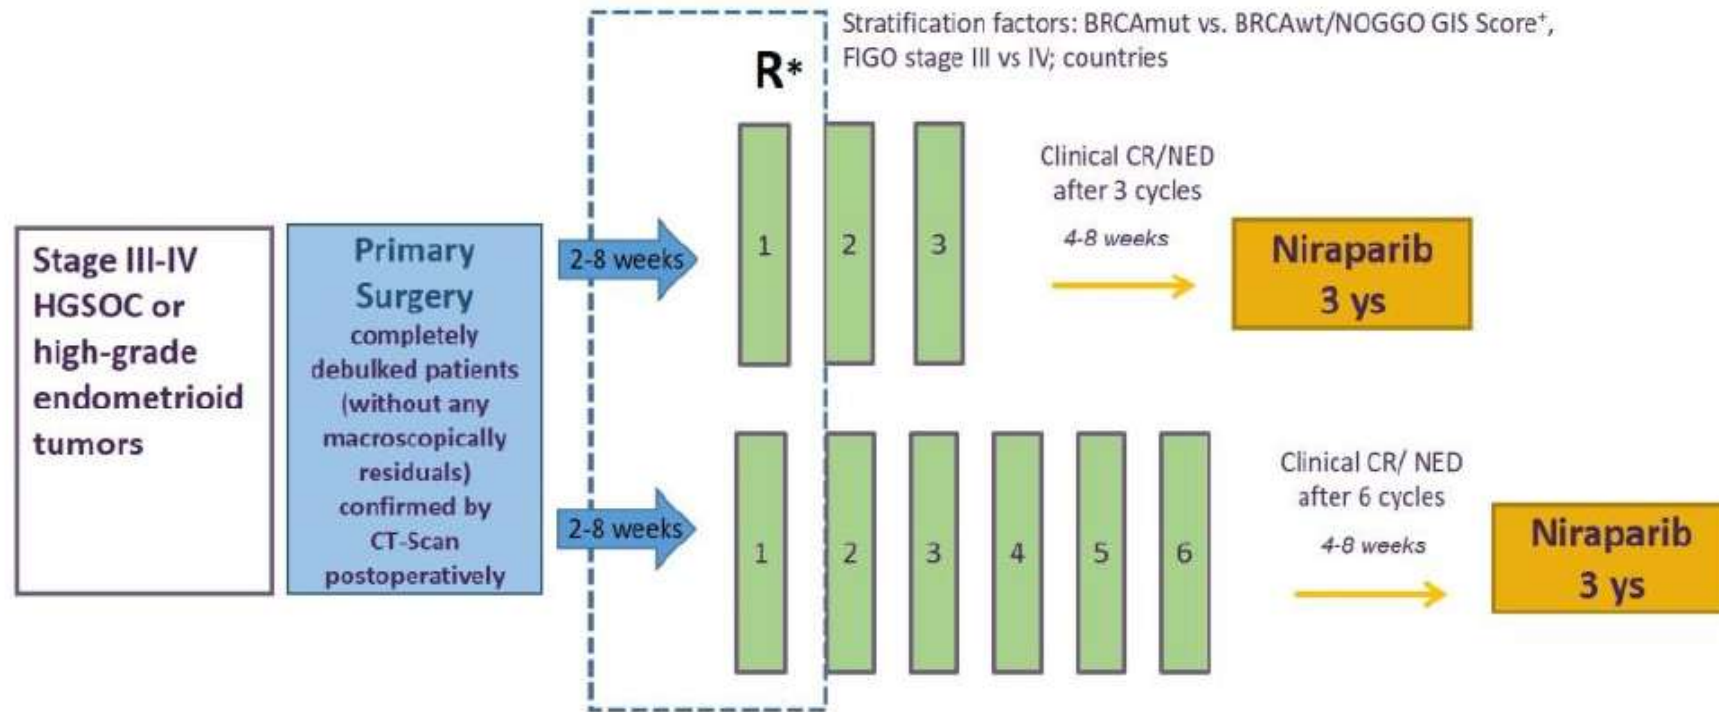 Stratification factors: BRCAmut vs. BRCAwt/NOGGO GIS Score⁺,
FIGO stage III vs IV; countries
R*
Stage III-IV
HGSOC or
high-grade
endometrioid
tumors
Primary
Surgery
completely
debulked patients
(without any
macroscopically
residuals)
confirmed by
CT-Scan
postoperatively
2-8 weeks
1
2
3
Clinical CR/NED
after 3 cycles
4-8 weeks
Niraparib
3 ys
2-8 weeks
1
2
3
4
5
6
Clinical CR/ NED
after 6 cycles
4-8 weeks
Niraparib
3 ys